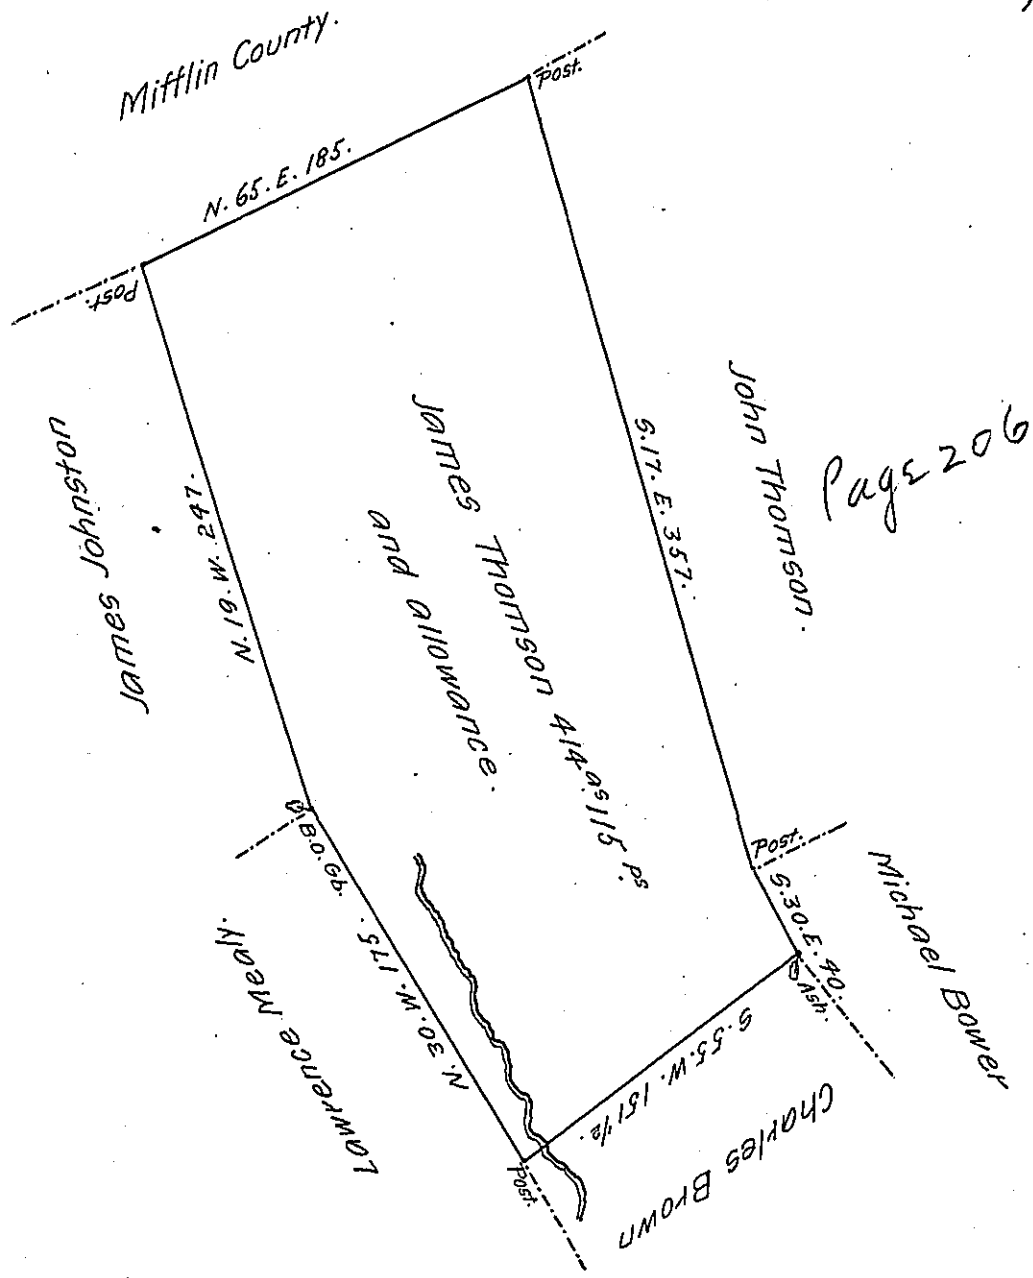 Mifflin County.
Post.
N. 65. E. 185.
Post.
James Johnston
N. 19. W. 247.
James Thomson 414 as 115 ps
and allowance.
S. 17. E. 357.
John Thomson.
Page 206
B.O. Gb.
Post.
S. 30. E. 40.
Michael Bower
Ash.
Lawrence Mealy.
N. 30. W. 175.
S. 55. W. 151 1/2.
Post.
Charles Brown